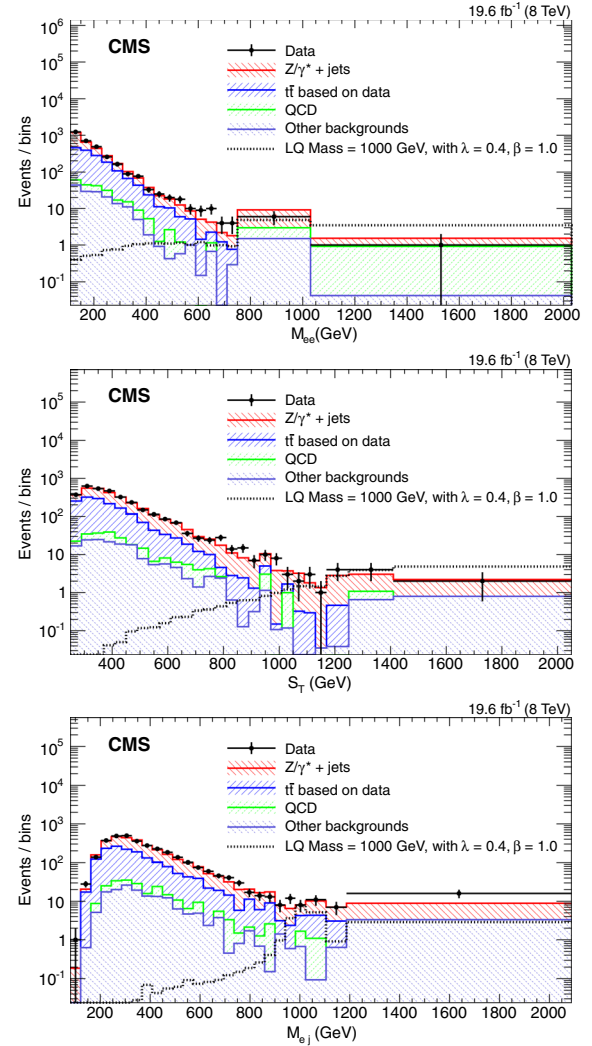 19.6 fb⁻¹ (8 TeV)
CMS
Data
Z/γ* + jets
tt̄ based on data
QCD
Other backgrounds
LQ Mass = 1000 GeV, with λ = 0.4, β = 1.0
Events / bins
10⁶
10⁵
10⁴
10³
10²
10
1
10⁻¹
200 400 600 800 1000 1200 1400 1600 1800 2000
M_ee(GeV)
19.6 fb⁻¹ (8 TeV)
CMS
Data
Z/γ* + jets
tt̄ based on data
QCD
Other backgrounds
LQ Mass = 1000 GeV, with λ = 0.4, β = 1.0
Events / bins
10⁵
10⁴
10³
10²
10
1
10⁻¹
400 600 800 1000 1200 1400 1600 1800 2000
S_T (GeV)
19.6 fb⁻¹ (8 TeV)
CMS
Data
Z/γ* + jets
tt̄ based on data
QCD
Other backgrounds
LQ Mass = 1000 GeV, with λ = 0.4, β = 1.0
Events / bins
10⁵
10⁴
10³
10²
10
1
10⁻¹
200 400 600 800 1000 1200 1400 1600 1800 2000
M_e j (GeV)